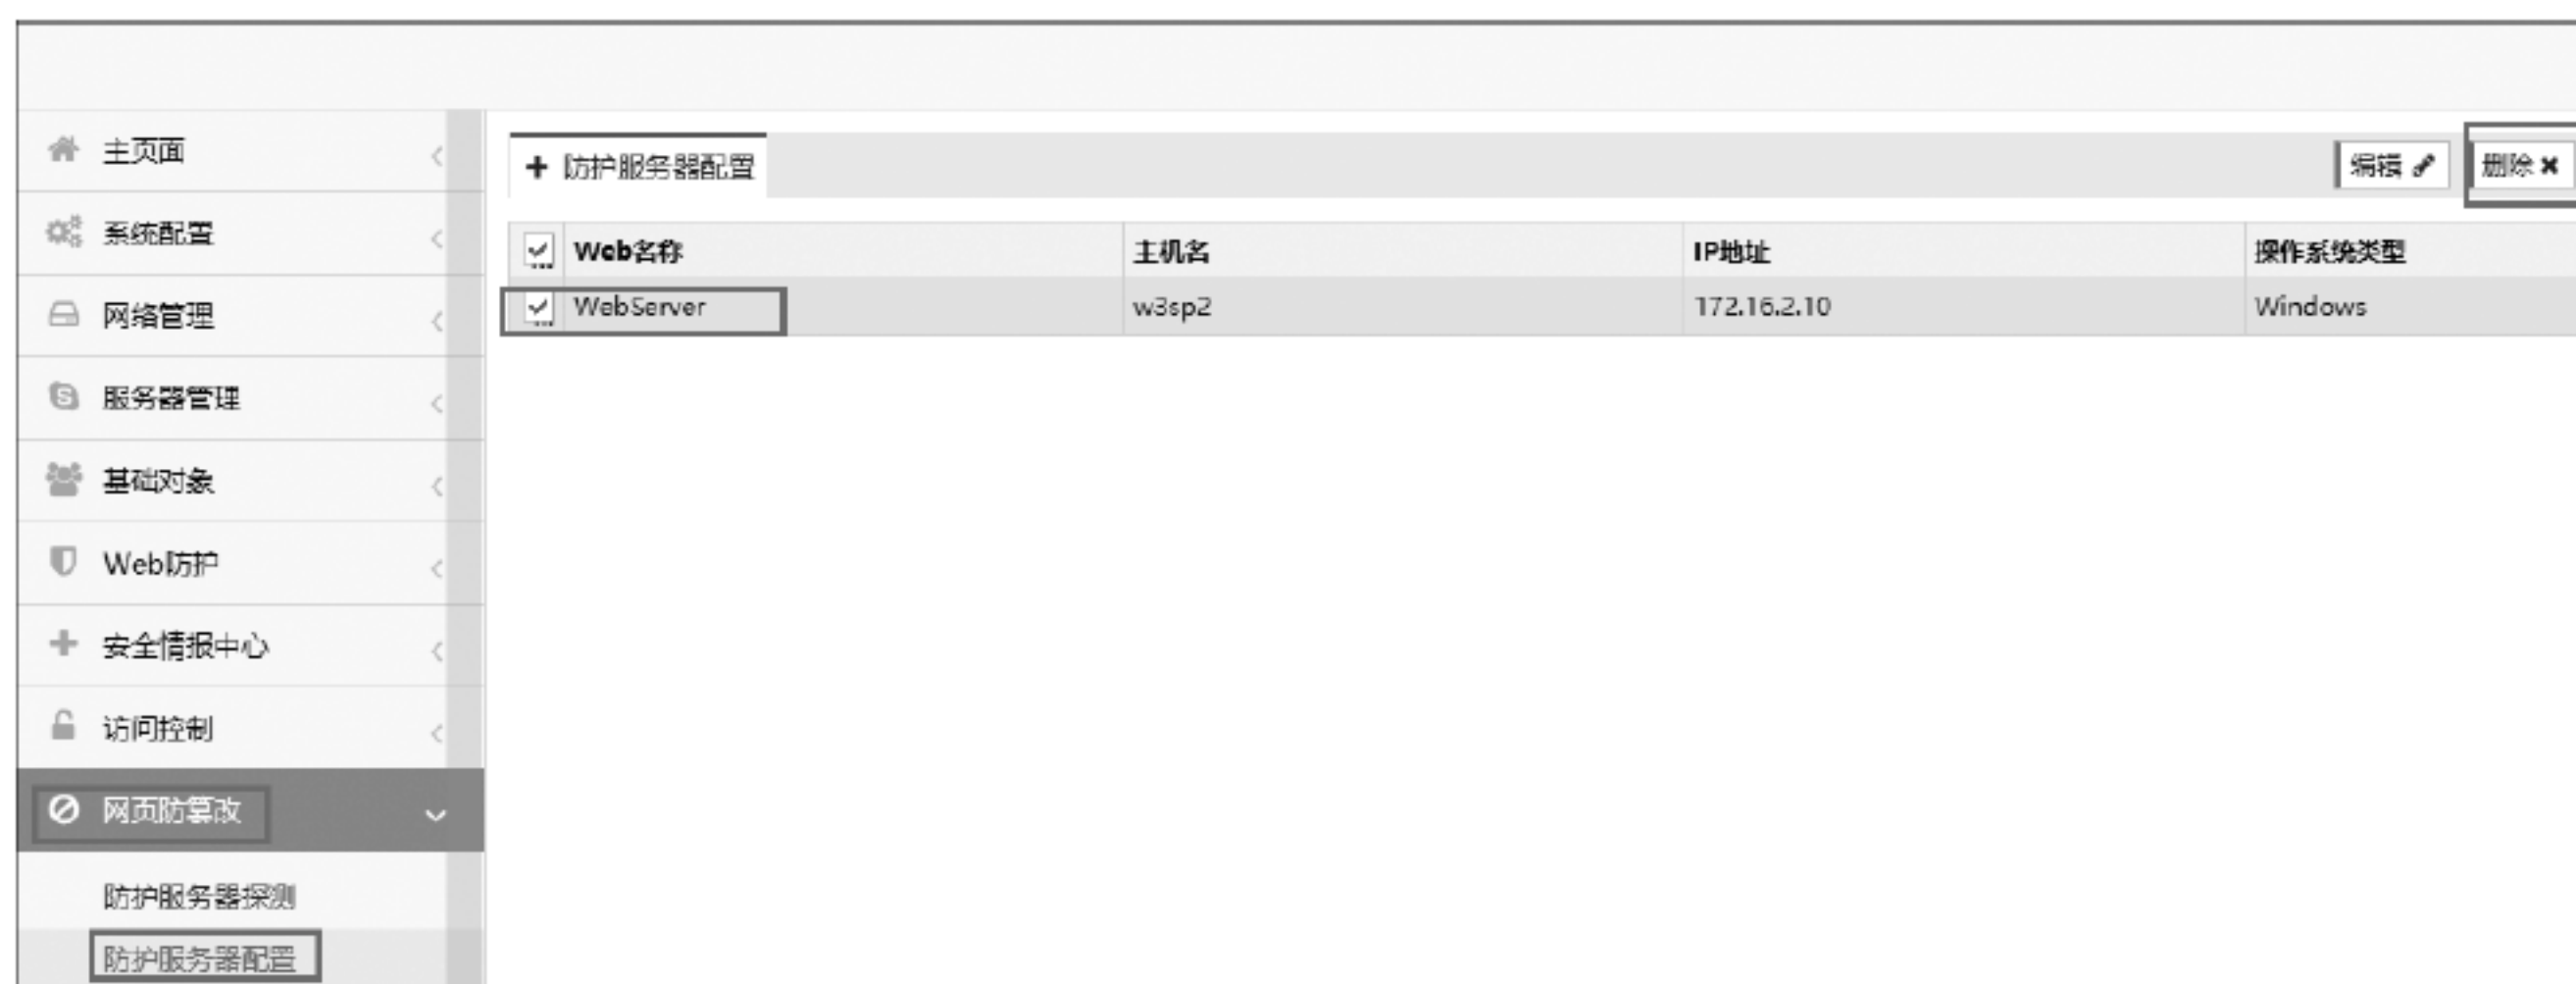 主页面
系统配置
网络管理
服务器管理
基础对象
Web防护
安全情报中心
访问控制
网页防篡改
防护服务器探测
防护服务器配置
防护服务器配置
编辑 删除
Web名称 主机名 IP地址 操作系统类型
WebServer w3sp2 172.16.2.10 Windows